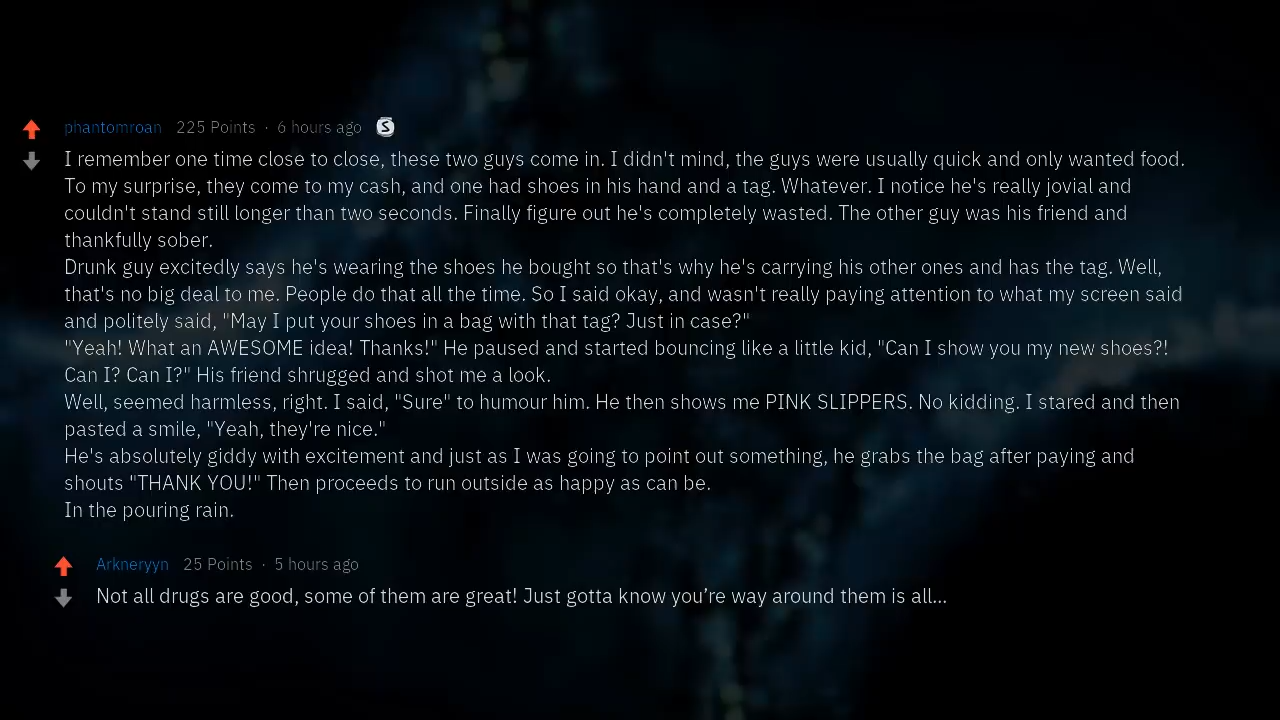 phantomroan 225 Points · 6 hours ago S
I remember one time close to close, these two guys come in. I didn't mind, the guys were usually quick and only wanted food.
To my surprise, they come to my cash, and one had shoes in his hand and a tag. Whatever. I notice he's really jovial and
couldn't stand still longer than two seconds. Finally figure out he's completely wasted. The other guy was his friend and
thankfully sober.
Drunk guy excitedly says he's wearing the shoes he bought so that's why he's carrying his other ones and has the tag. Well,
that's no big deal to me. People do that all the time. So I said okay, and wasn't really paying attention to what my screen said
and politely said, "May I put your shoes in a bag with that tag? Just in case?"
"Yeah! What an AWESOME idea! Thanks!" He paused and started bouncing like a little kid, "Can I show you my new shoes?!
Can I? Can I?" His friend shrugged and shot me a look.
Well, seemed harmless, right. I said, "Sure" to humour him. He then shows me PINK SLIPPERS. No kidding. I stared and then
pasted a smile, "Yeah, they're nice."
He's absolutely giddy with excitement and just as I was going to point out something, he grabs the bag after paying and
shouts "THANK YOU!" Then proceeds to run outside as happy as can be.
In the pouring rain.
Arkneryyn 25 Points · 5 hours ago
Not all drugs are good, some of them are great! Just gotta know you’re way around them is all...